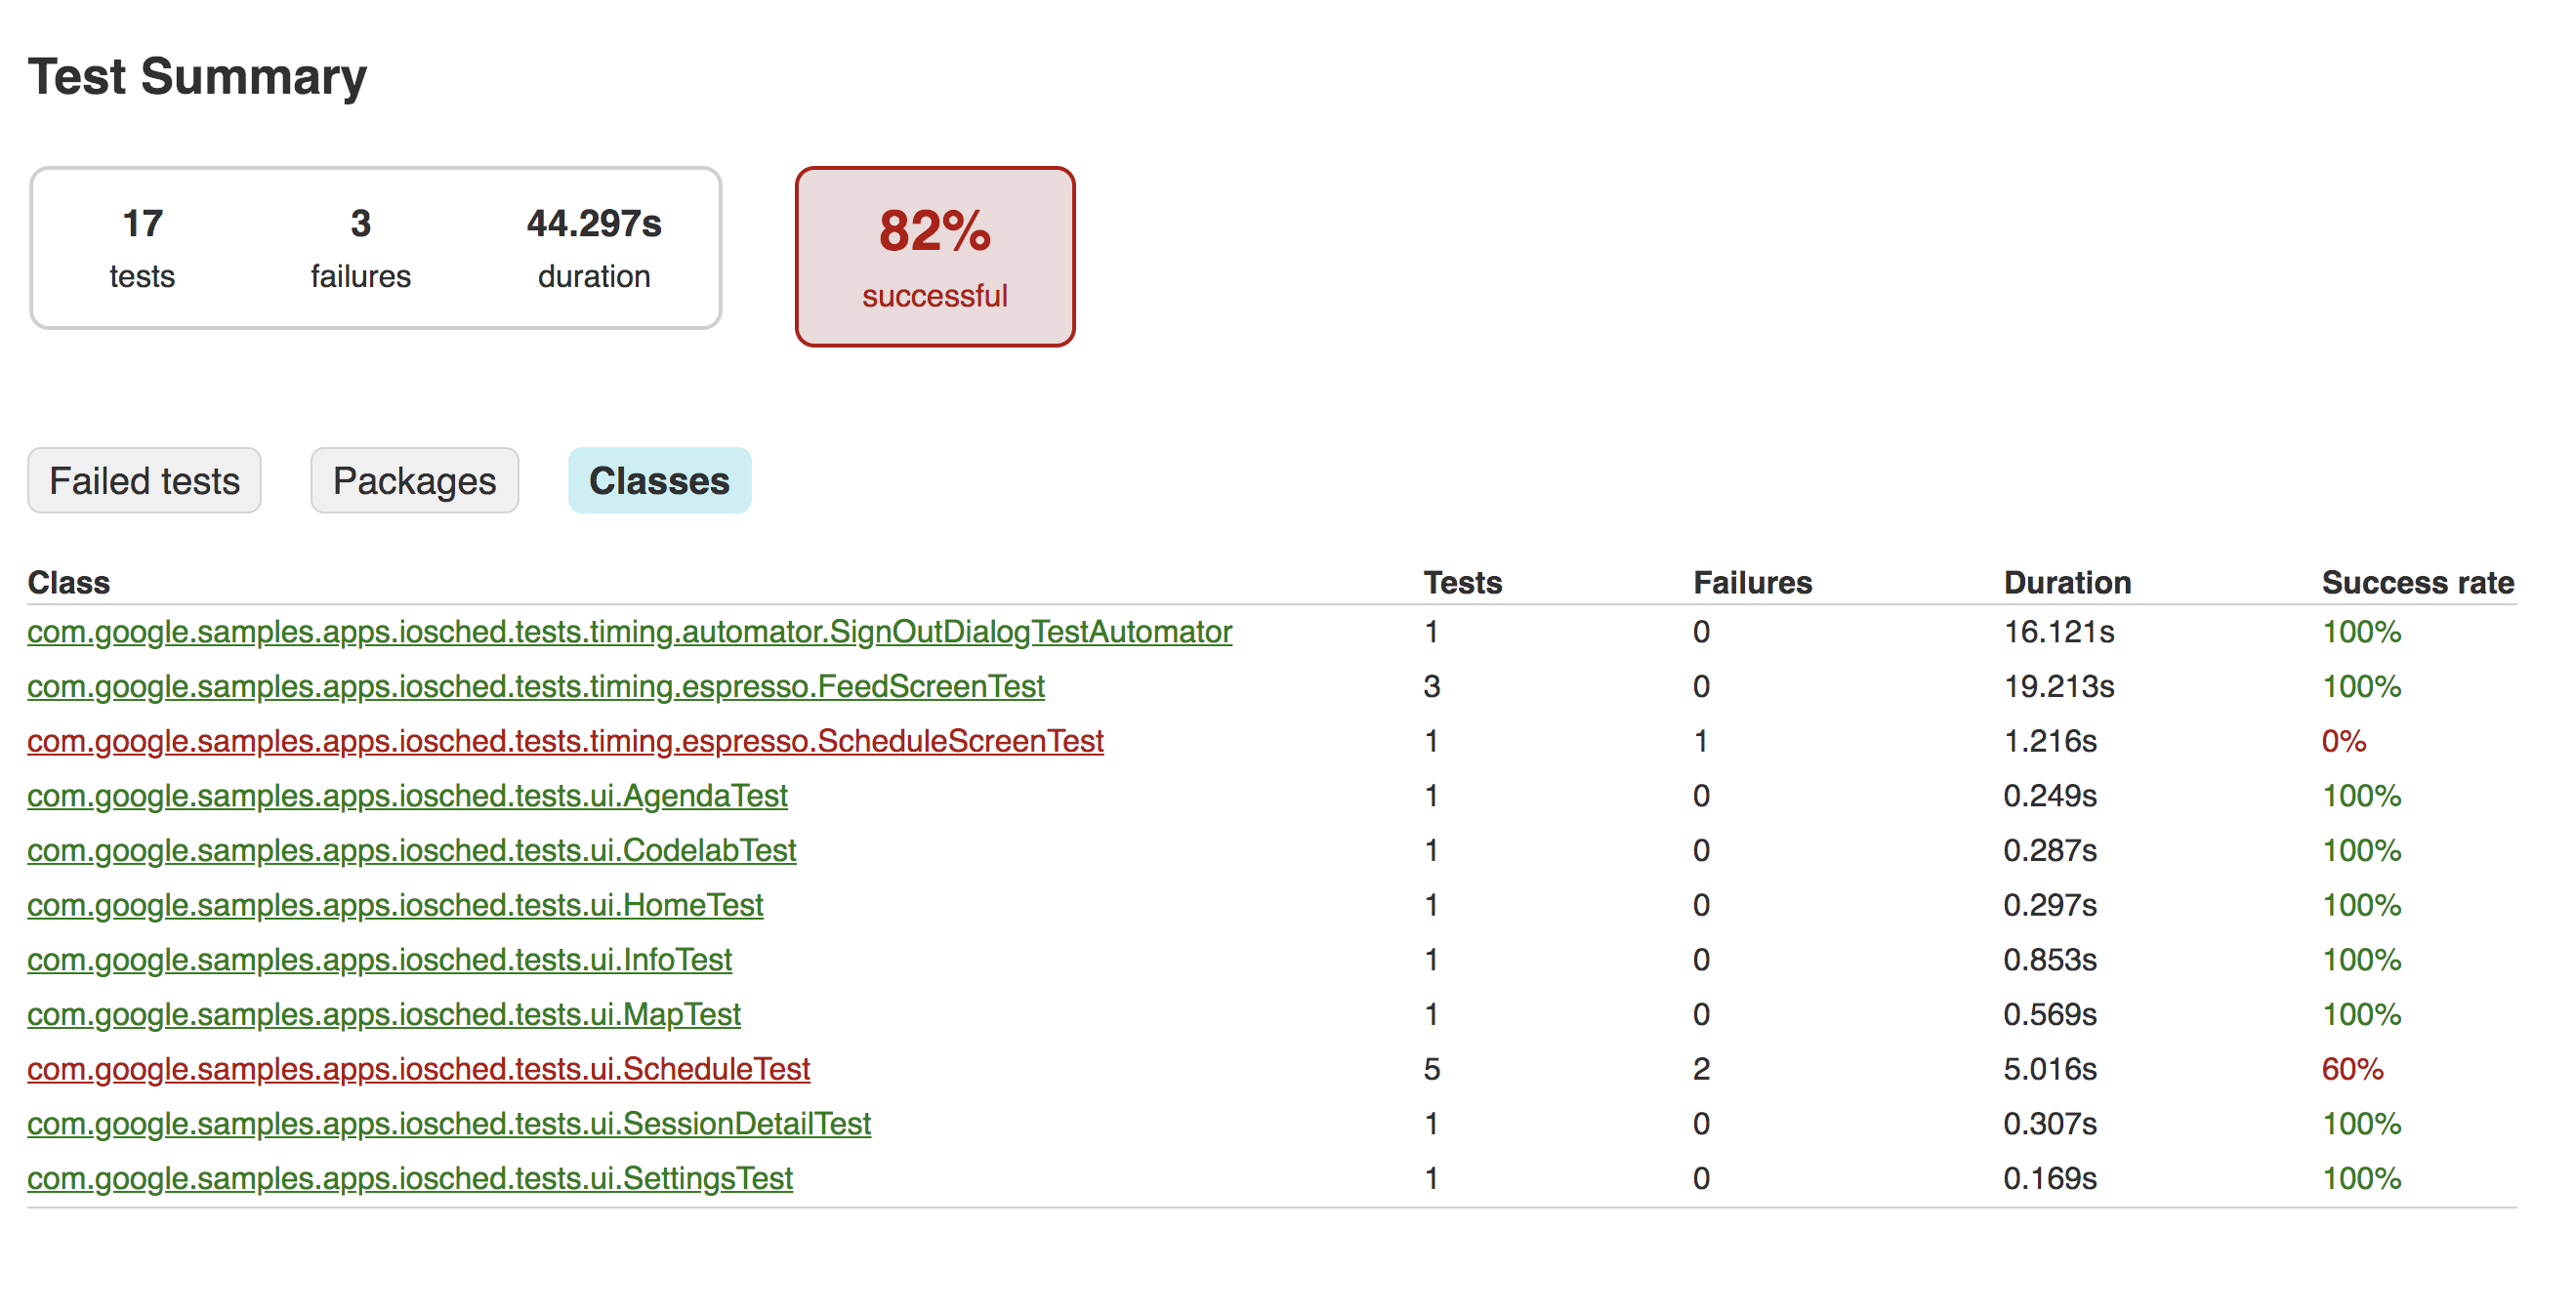 Test Summary
17 3 44.297s
tests failures duration
82%
successful
Failed tests Packages Classes
Class Tests Failures Duration Success rate
com.google.samples.apps.iosched.tests.timing.automator.SignOutDialogTestAutomator 1 0 16.121s 100%
com.google.samples.apps.iosched.tests.timing.espresso.FeedScreenTest 3 0 19.213s 100%
com.google.samples.apps.iosched.tests.timing.espresso.ScheduleScreenTest 1 1 1.216s 0%
com.google.samples.apps.iosched.tests.ui.AgendaTest 1 0 0.249s 100%
com.google.samples.apps.iosched.tests.ui.CodelabTest 1 0 0.287s 100%
com.google.samples.apps.iosched.tests.ui.HomeTest 1 0 0.297s 100%
com.google.samples.apps.iosched.tests.ui.InfoTest 1 0 0.853s 100%
com.google.samples.apps.iosched.tests.ui.MapTest 1 0 0.569s 100%
com.google.samples.apps.iosched.tests.ui.ScheduleTest 5 2 5.016s 60%
com.google.samples.apps.iosched.tests.ui.SessionDetailTest 1 0 0.307s 100%
com.google.samples.apps.iosched.tests.ui.SettingsTest 1 0 0.169s 100%